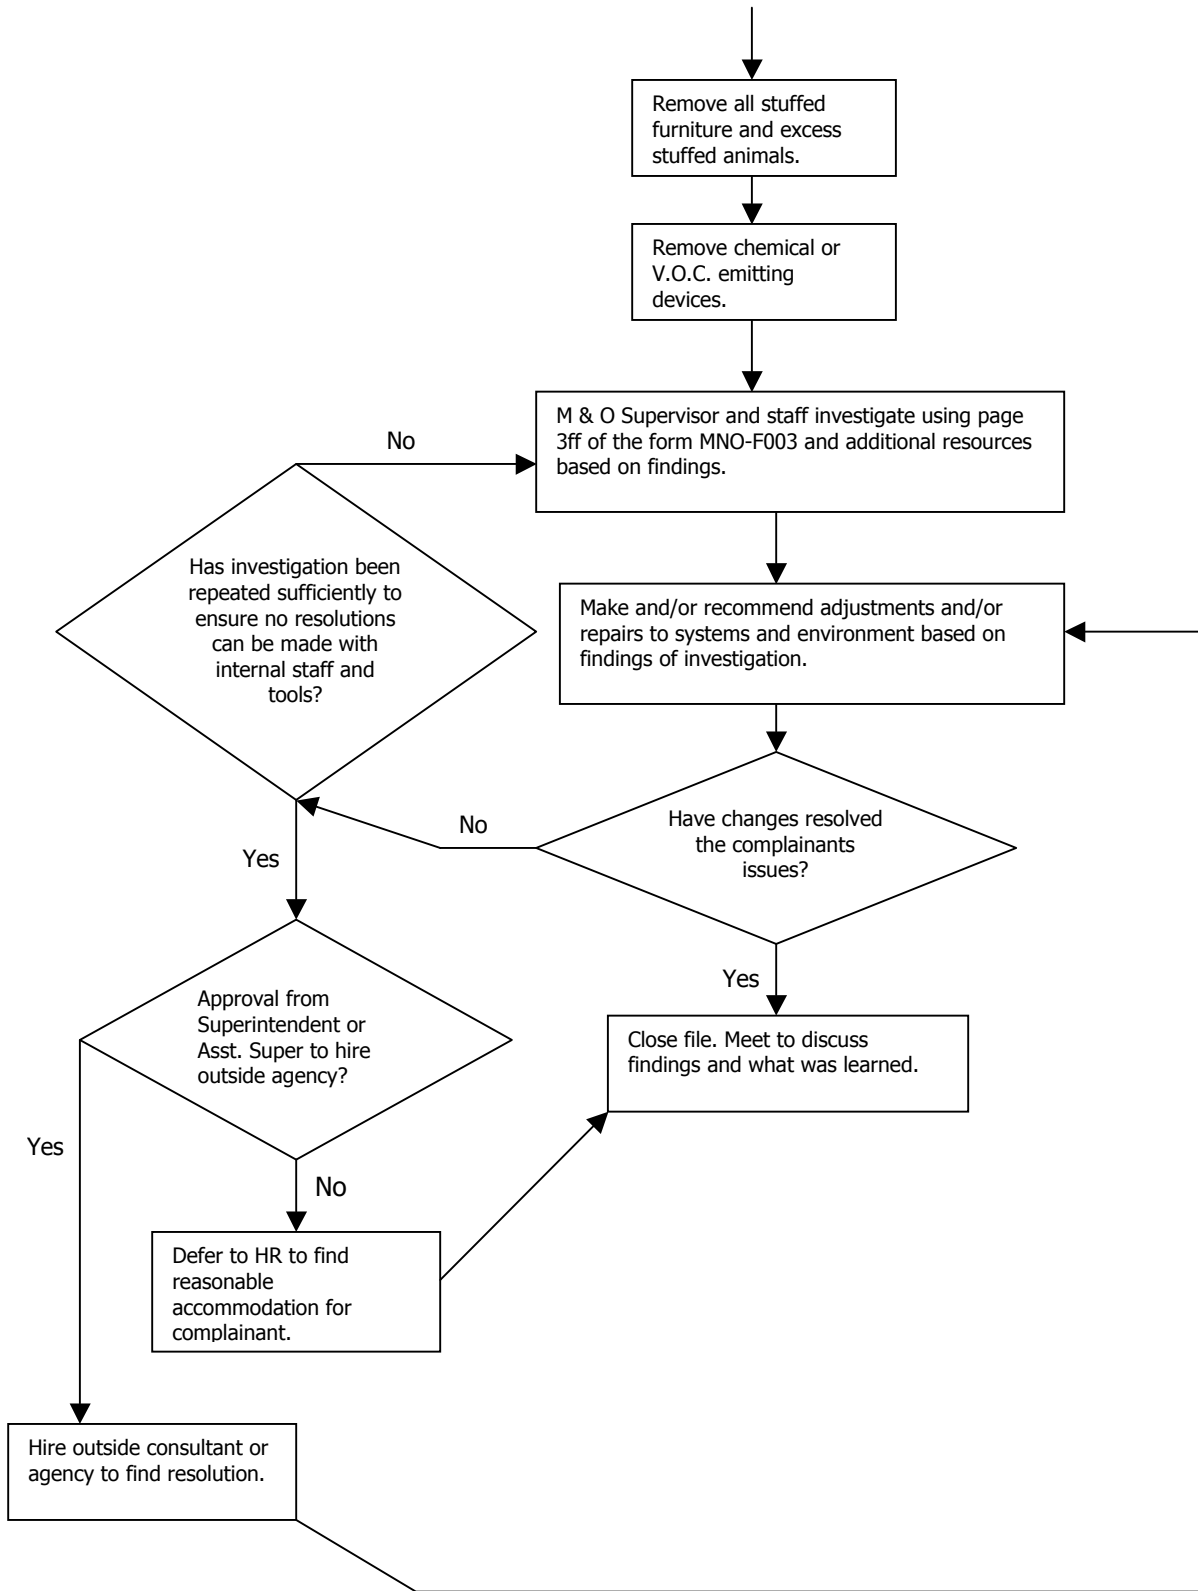 Remove all stuffed
furniture and excess
stuffed animals.
Remove chemical or
V.O.C. emitting
devices.
No
M & O Supervisor and staff investigate using page
3ff of the form MNO-F003 and additional resources
based on findings.
Has investigation been
repeated sufficiently to
ensure no resolutions
can be made with
internal staff and
tools?
Make and/or recommend adjustments and/or
repairs to systems and environment based on
findings of investigation.
No
Have changes resolved
the complainants
issues?
Yes
Yes
Approval from
Superintendent or
Asst. Super to hire
outside agency?
Close file. Meet to discuss
findings and what was learned.
Yes
No
Defer to HR to find
reasonable
accommodation for
complainant.
Hire outside consultant or
agency to find resolution.